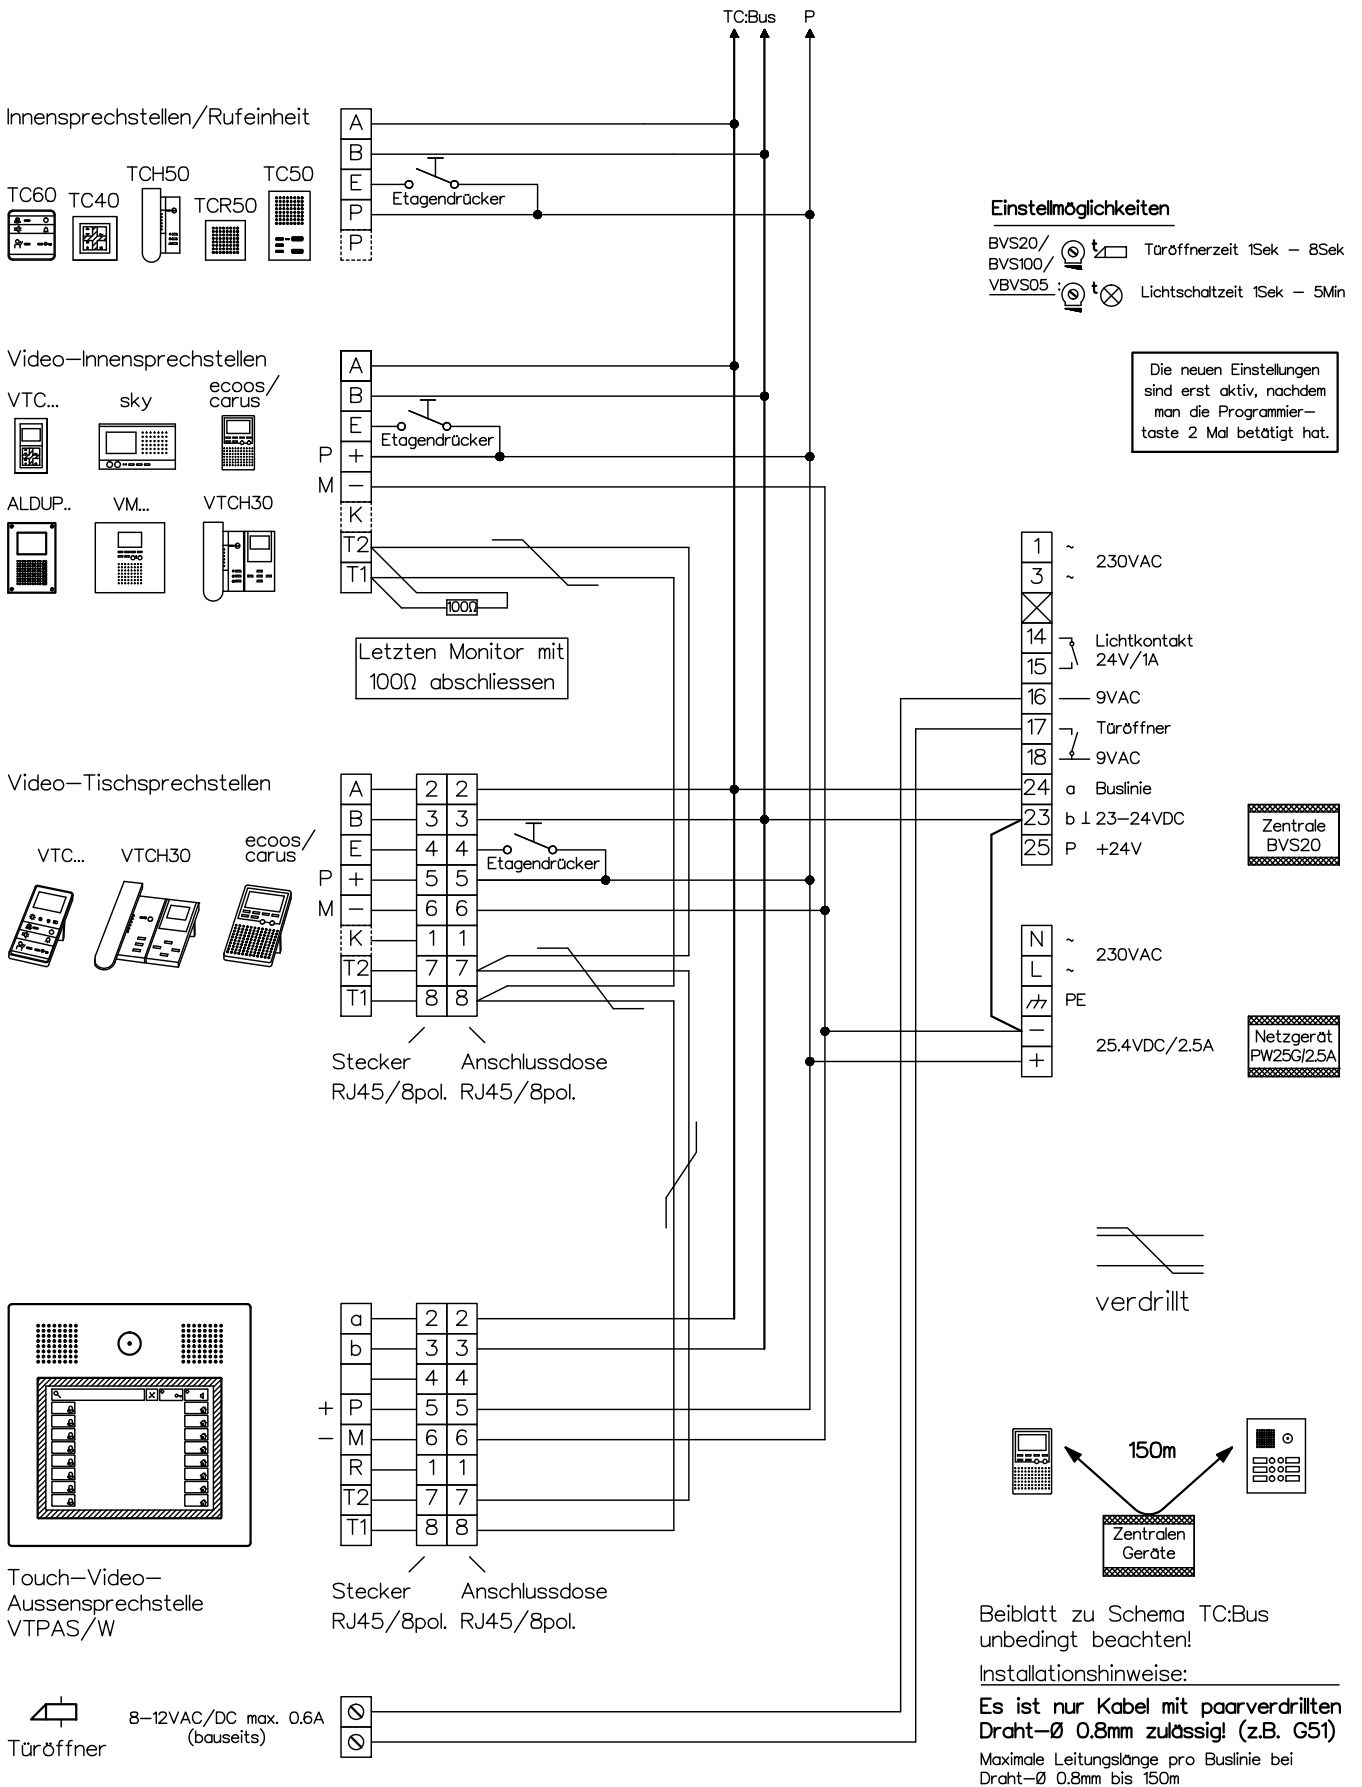 TC:Bus P
Innensprechstellen/Rufeinheit
TC60 TC40 TCH50 TCR50 TC50
A
B
E Etagendrücker
P
P
Einstellmöglichkeiten
BVS20/
BVS100/
VBVS05 :
t Türöffnerzeit 1Sek – 8Sek
t Lichtschaltzeit 1Sek – 5Min
Die neuen Einstellungen
sind erst aktiv, nachdem
man die Programmier–
taste 2 Mal betätigt hat.
Video–Innensprechstellen
VTC... sky ecoos/
carus
ALDUP.. VM... VTCH30
A
B
E Etagendrücker
P +
M –
K
T2
T1
100Ω
Letzten Monitor mit
100Ω abschliessen
1 ~
3 ~
230VAC
14
15
Lichtkontakt
24V/1A
16 9VAC
17 Türöffner
18 9VAC
24 a Buslinie
23 b ⊥ 23–24VDC
25 P +24V
Zentrale
BVS20
N ~
L ~
230VAC
PE
–
+
25.4VDC/2.5A
Netzgerät
PW25G/2.5A
Video–Tischsprechstellen
VTC... VTCH30 ecoos/
carus
A 2 2
B 3 3
E 4 4 Etagendrücker
P + 5 5
M – 6 6
K 1 1
T2 7 7
T1 8 8
Stecker
RJ45/8pol.
Anschlussdose
RJ45/8pol.
verdrillt
a 2 2
b 3 3
4 4
+ P 5 5
– M 6 6
R 1 1
T2 7 7
T1 8 8
Stecker
RJ45/8pol.
Anschlussdose
RJ45/8pol.
Touch–Video–
Aussensprechstelle
VTPAS/W
X
150m
Zentralen
Geräte
Türöffner
8–12VAC/DC max. 0.6A
(bauseits)
Beiblatt zu Schema TC:Bus
unbedingt beachten!
Installationshinweise:
Es ist nur Kabel mit paarverdrillten
Draht–Ø 0.8mm zulässig! (z.B. G51)
Maximale Leitungslänge pro Buslinie bei
Draht–Ø 0.8mm bis 150m